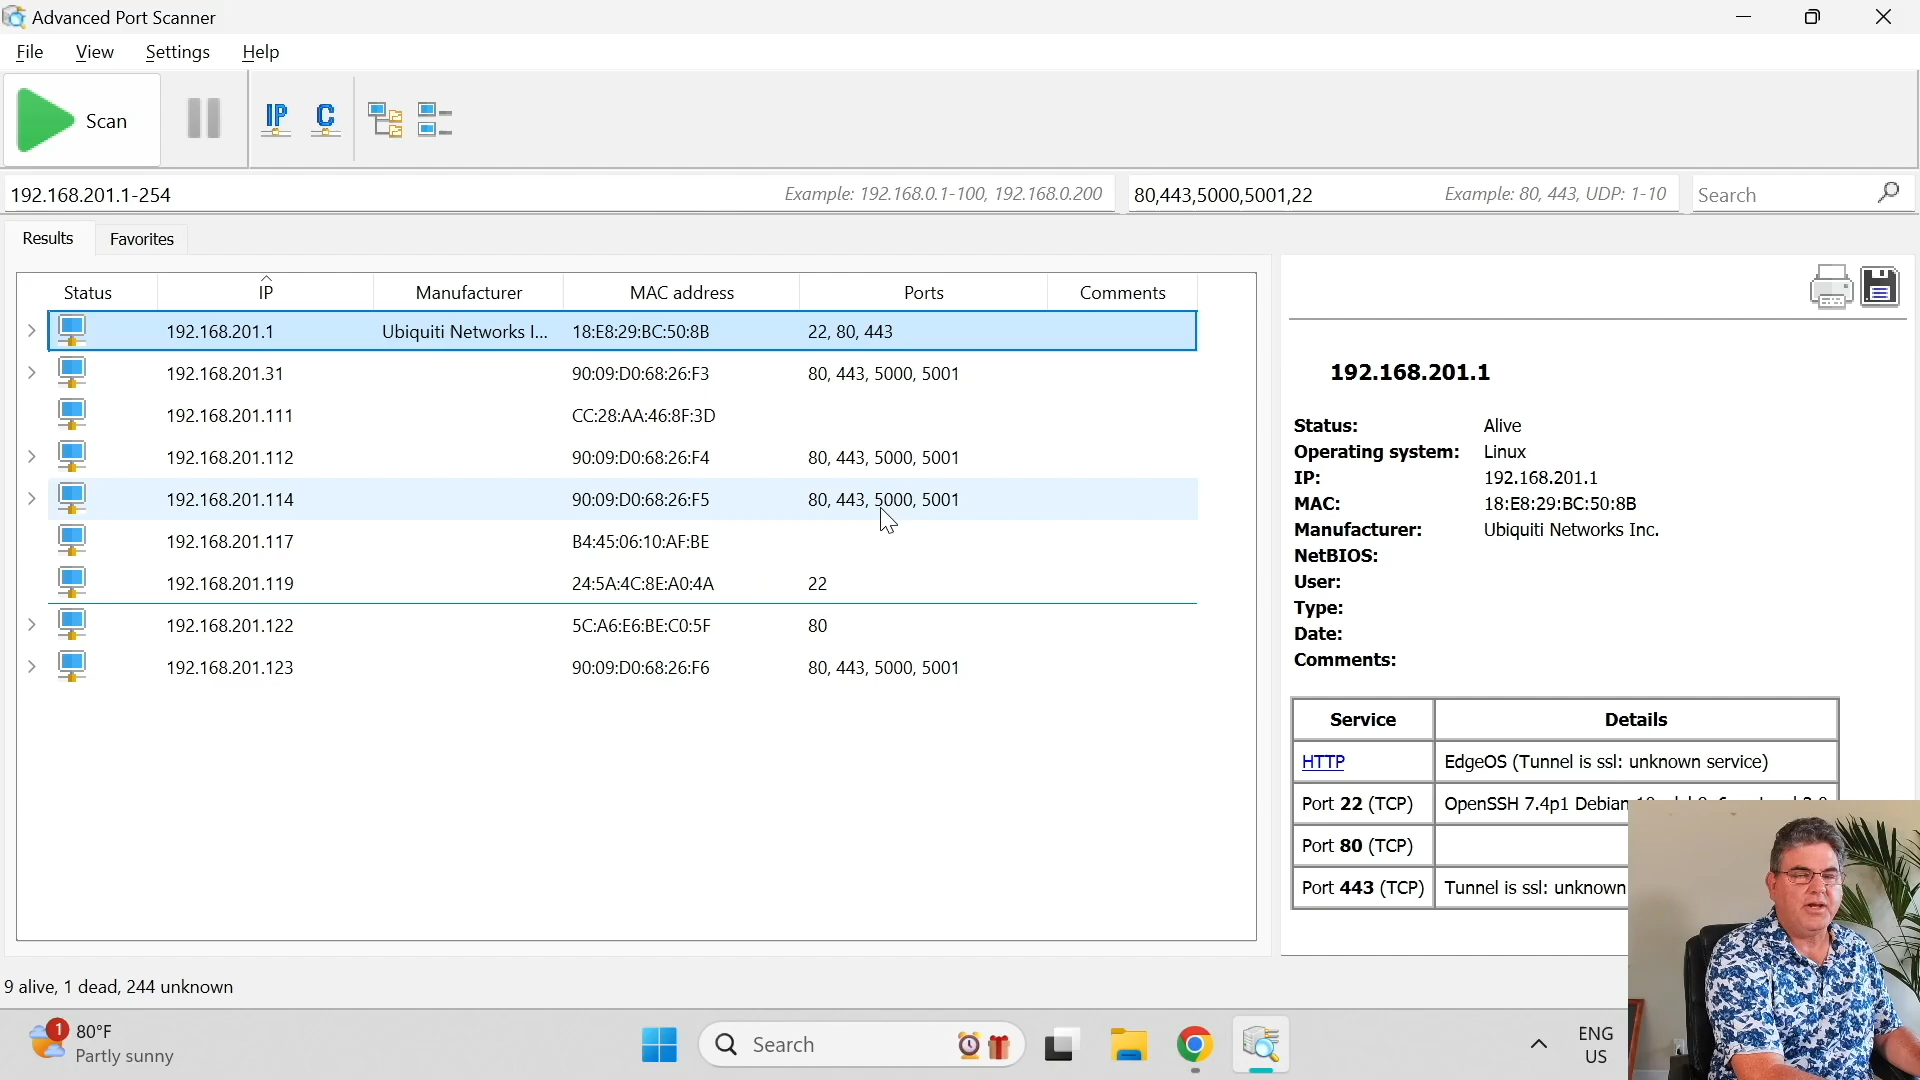 Advanced Port Scanner
File View Settings Help
Scan IP C
192.168.201.1-254 Example: 192.168.0.1-100, 192.168.0.200 80,443,5000,5001,22 Example: 80, 443, UDP: 1-10 Search
Results Favorites
Status IP Manufacturer MAC address Ports Comments
192.168.201.1 Ubiquiti Networks I... 18:E8:29:BC:50:8B 22, 80, 443
192.168.201.31 90:09:D0:68:26:F3 80, 443, 5000, 5001
192.168.201.111 CC:28:AA:46:8F:3D
192.168.201.112 90:09:D0:68:26:F4 80, 443, 5000, 5001
192.168.201.114 90:09:D0:68:26:F5 80, 443, 5000, 5001
192.168.201.117 B4:45:06:10:AF:BE
192.168.201.119 24:5A:4C:8E:A0:4A 22
192.168.201.122 5C:A6:E6:BE:C0:5F 80
192.168.201.123 90:09:D0:68:26:F6 80, 443, 5000, 5001
192.168.201.1
Status: Alive
Operating system: Linux
IP: 192.168.201.1
MAC: 18:E8:29:BC:50:8B
Manufacturer: Ubiquiti Networks Inc.
NetBIOS:
User:
Type:
Date:
Comments:
Service Details
HTTP EdgeOS (Tunnel is ssl: unknown service)
Port 22 (TCP) OpenSSH 7.4p1 Debian
Port 80 (TCP)
Port 443 (TCP) Tunnel is ssl: unknown
9 alive, 1 dead, 244 unknown
1 80°F
Partly sunny
Search
ENG
US